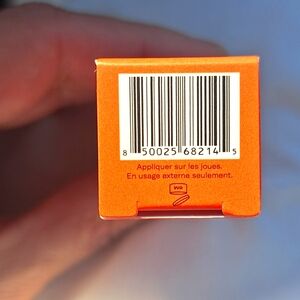 8 50025 68214 5
Appliquer sur les joues.
En usage externe seulement.